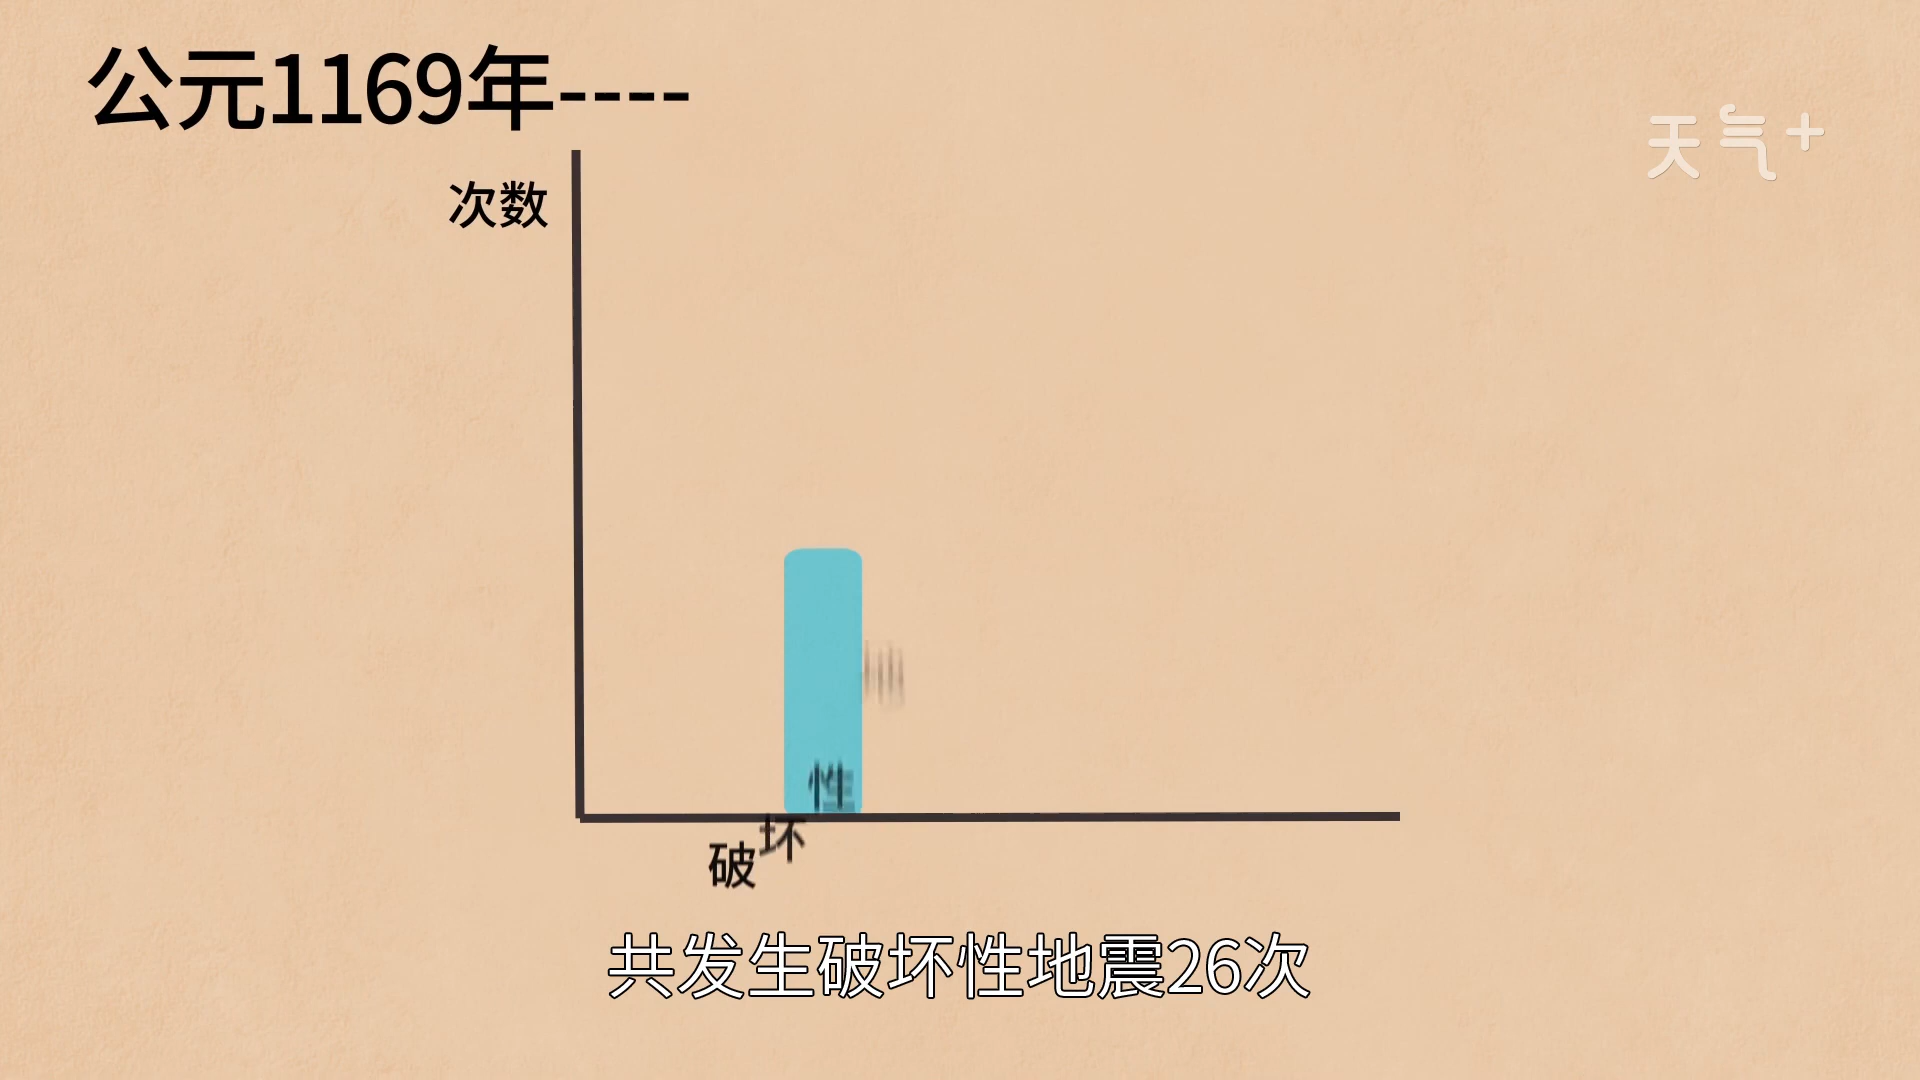 公元1169年----
天气+
次数
破坏性
共发生破坏性地震26次